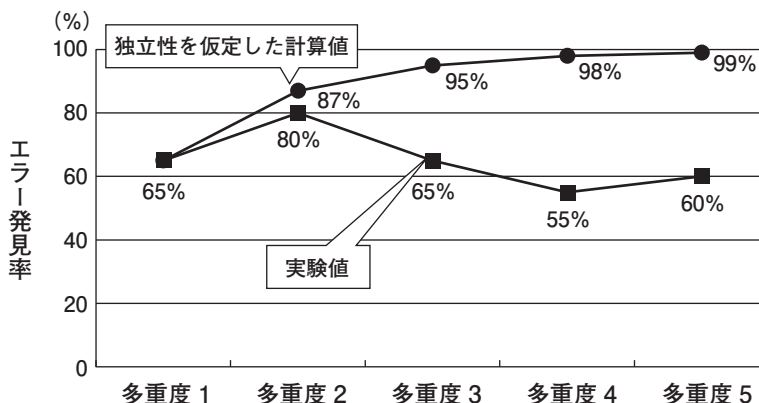 (%)
100
80
60
40
20
0
エラー発見率
独立性を仮定した計算値
87%
95%
98%
99%
65%
80%
65%
55%
60%
実験値
多重度 1
多重度 2
多重度 3
多重度 4
多重度 5